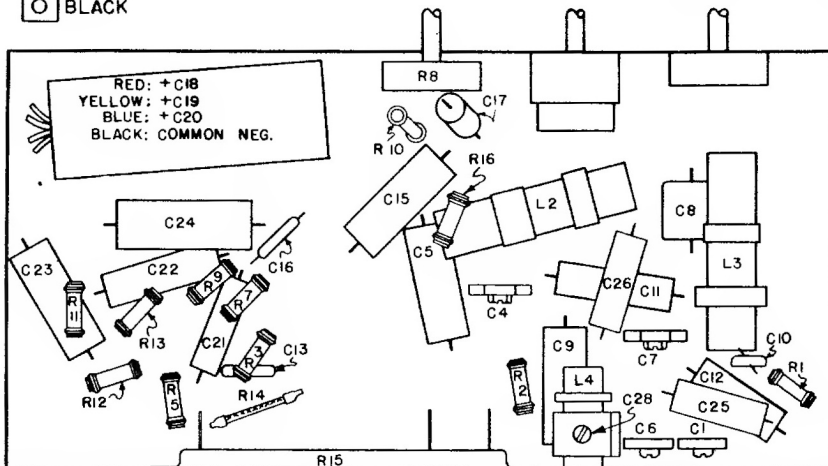 O BLACK
RED: +C18
YELLOW: +C19
BLUE: +C20
BLACK: COMMON NEG.
R8
C17
R10
R16
C15
L2
C8
C24
C5
L3
C23
C22
C16
R9
R7
C26
C11
R11
R13
C4
C21
C7
C10
R3
C13
C9
R1
R12
R5
R14
R2
L4
C12
C28
C25
C6
C1
R15